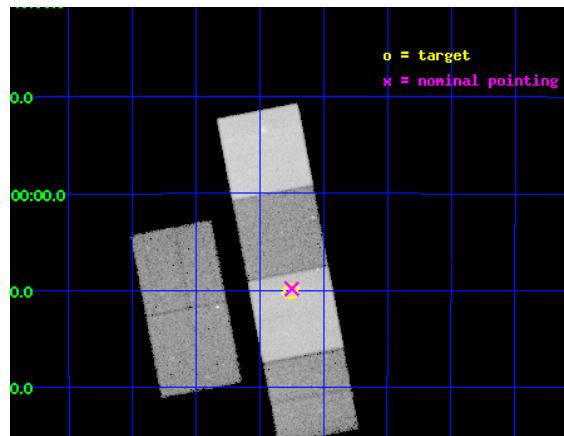 o = target
x = nominal pointing
0.0
00:00.0
0.0
0.0